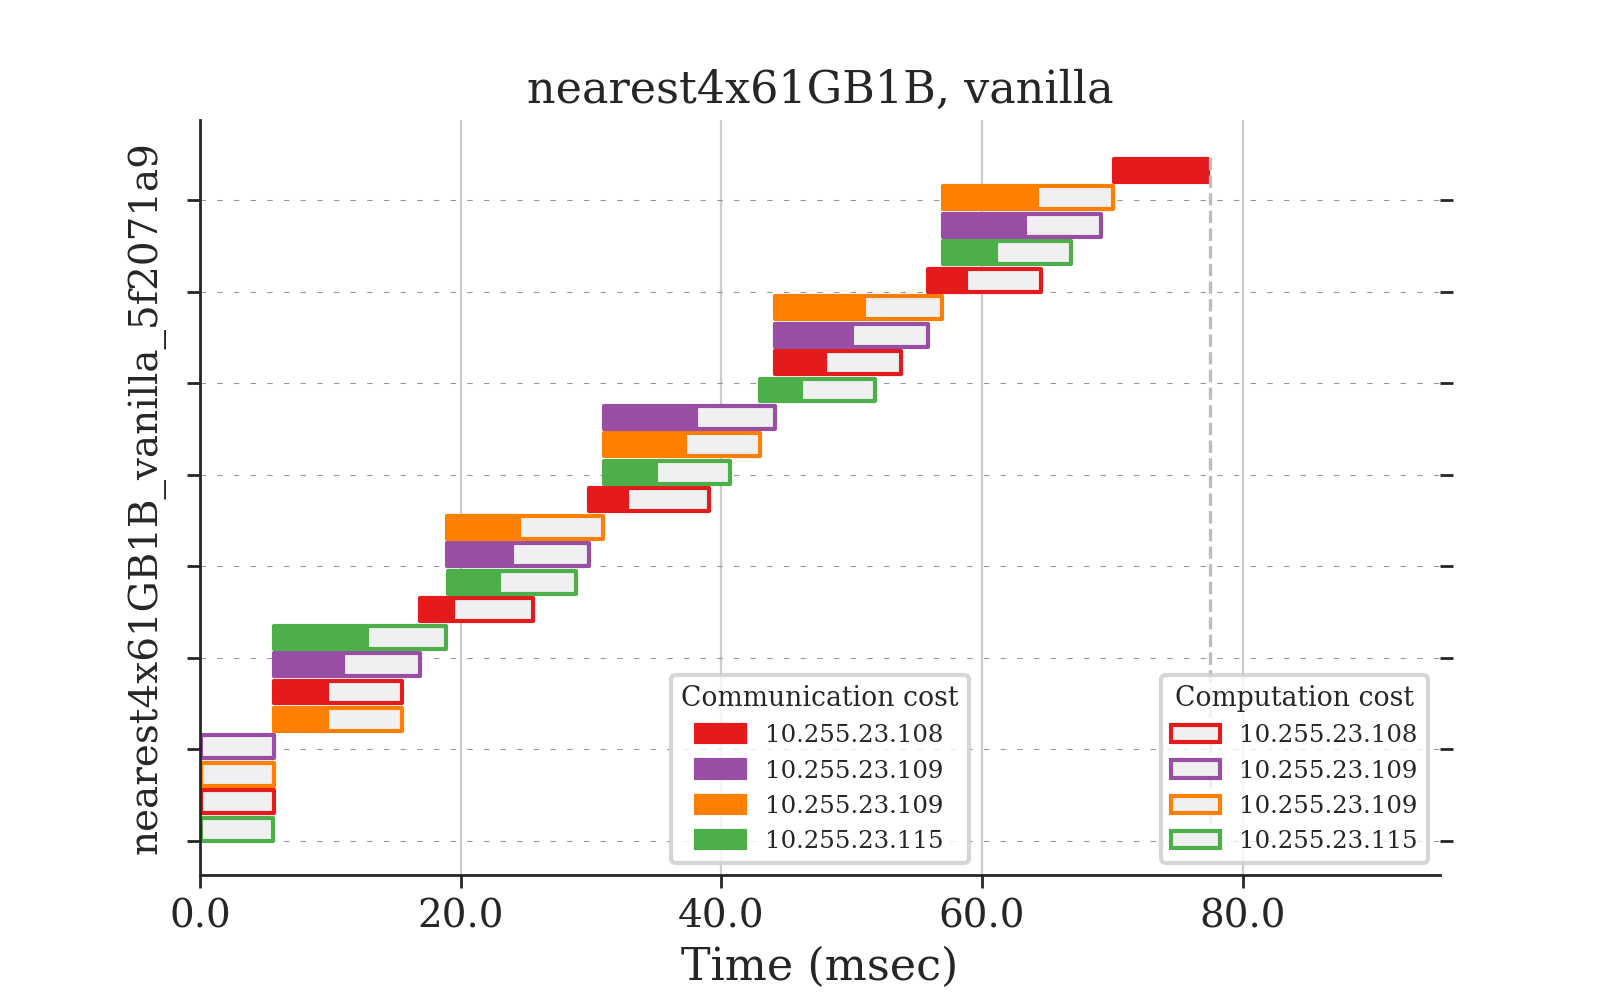 nearest4x61GB1B, vanilla
nearest4x61GB1B_vanilla_5f2071a9
Communication cost
10.255.23.108
10.255.23.109
10.255.23.109
10.255.23.115
Computation cost
10.255.23.108
10.255.23.109
10.255.23.109
10.255.23.115
0.0 20.0 40.0 60.0 80.0
Time (msec)